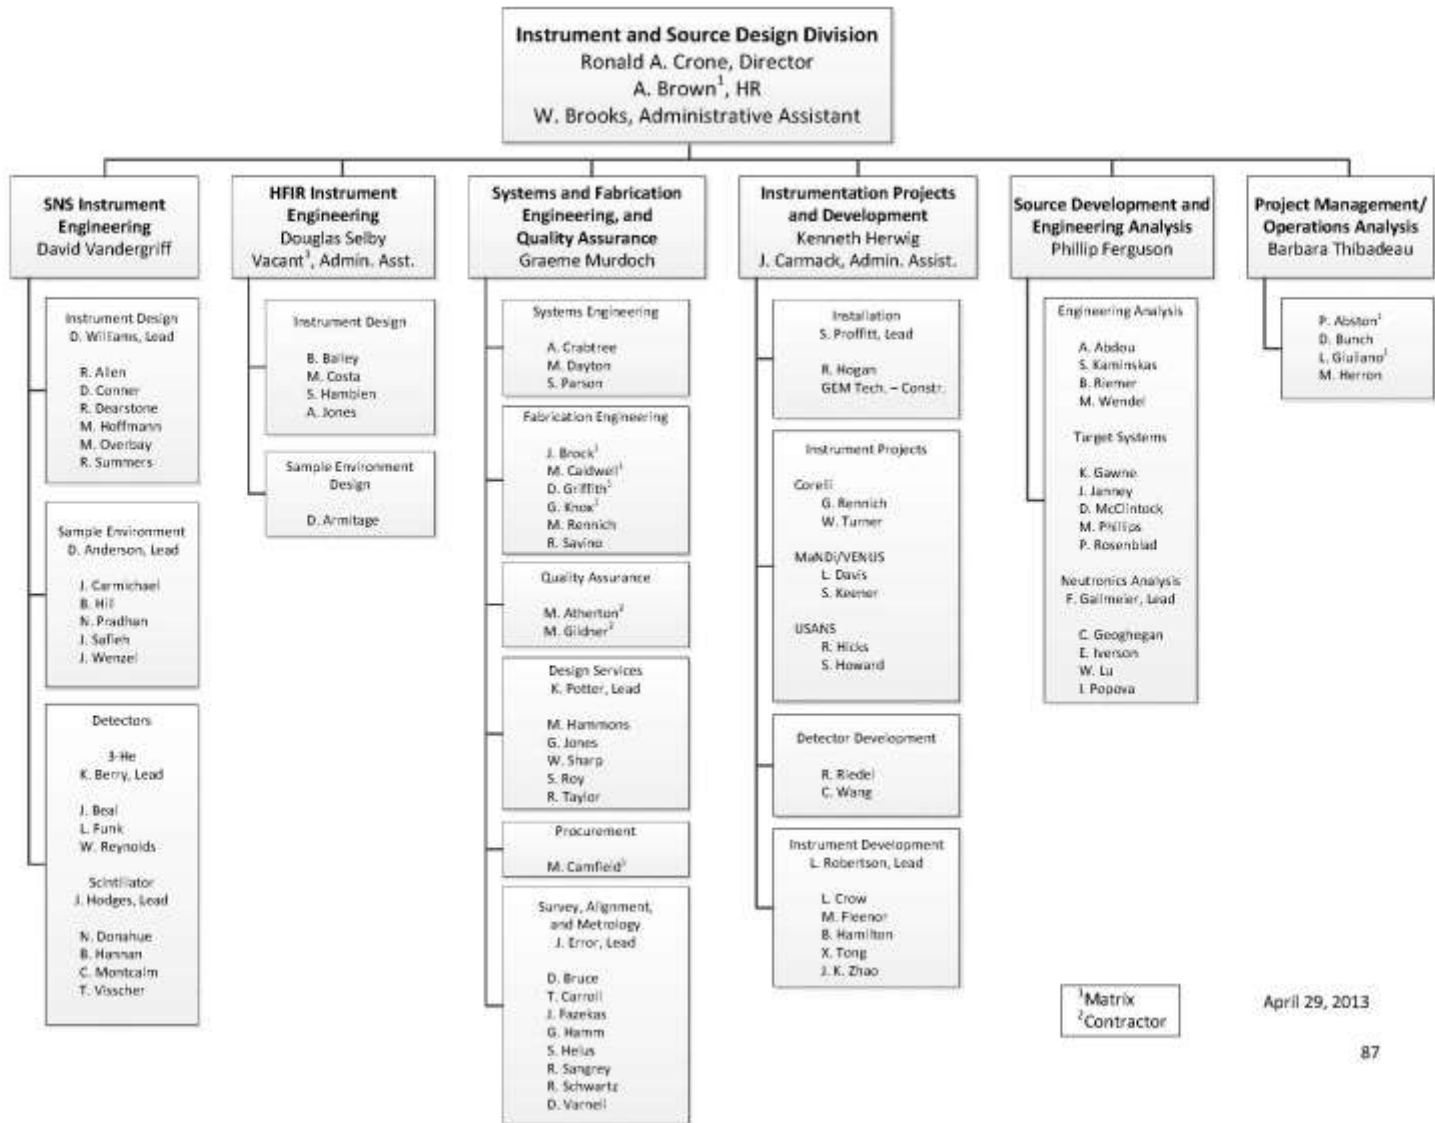 Instrument and Source Design Division
Ronald A. Crone, Director
A. Brown¹, HR
W. Brooks, Administrative Assistant
SNS Instrument
Engineering
David Vandergriff
Instrument Design
D. Williams, Lead
R. Allen
D. Conner
R. Dearstone
M. Hoffmann
M. Overbay
R. Summers
Sample Environment
D. Anderson, Lead
J. Carmichael
B. Hill
N. Pradhan
J. Salieh
J. Wenzel
Detectors
3-He
K. Berry, Lead
J. Beal
L. Funk
W. Reynolds
Scintillator
J. Hodges, Lead
N. Donahue
B. Hannan
C. Montcalm
T. Visscher
HFIR Instrument
Engineering
Douglas Selby
Vacant, Admin. Asst.
Instrument Design
B. Bailey
M. Costa
S. Hamblen
A. Jones
Sample Environment
Design
D. Armitage
Systems and Fabrication
Engineering, and
Quality Assurance
Graeme Murdoch
Systems Engineering
A. Crabtree
M. Dayton
S. Parson
Fabrication Engineering
J. Brock
M. Caldwell
D. Griffith
G. Knox
M. Rennich
R. Savino
Quality Assurance
M. Atherton²
M. Gildner²
Design Services
K. Potter, Lead
M. Hammons
G. Jones
W. Sharp
S. Roy
R. Taylor
Procurement
M. Camfield
Survey, Alignment,
and Metrology
J. Error, Lead
D. Bruce
T. Carroll
J. Fazekas
G. Hamm
S. Helus
R. Sangrey
R. Schwartz
D. Varnell
Instrumentation Projects
and Development
Kenneth Herwig
J. Carmack, Admin. Assist.
Installation
S. Proffitt, Lead
R. Hogan
GEM Tech. – Constr.
Instrument Projects
Corelli
G. Rennich
W. Turner
MaNDi/VENUS
L. Davis
S. Keener
USANS
R. Hicks
S. Howard
Detector Development
R. Riedel
C. Wang
Instrument Development
L. Robertson, Lead
L. Crow
M. Fleenor
B. Hamilton
X. Tong
J. K. Zhao
Source Development and
Engineering Analysis
Phillip Ferguson
Engineering Analysis
A. Abdou
S. Kaminskas
B. Riemer
M. Wendel
Target Systems
K. Gawne
J. Janney
D. McClintock
M. Phillips
P. Rosenblad
Neutronics Analysis
F. Gallmeier, Lead
C. Geoghegan
E. Iverson
W. Lu
I. Popova
Project Management/
Operations Analysis
Barbara Thibadeau
P. Abston¹
D. Bunch
L. Giuliano
M. Herron
¹Matrix
²Contractor
April 29, 2013
87